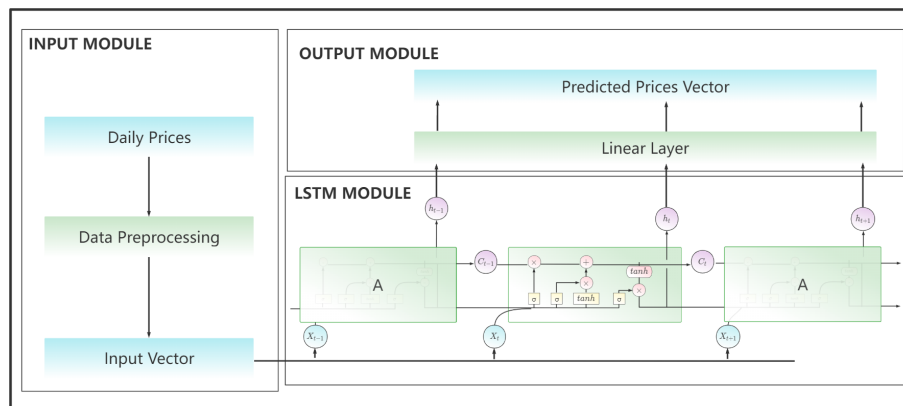 INPUT MODULE
Daily Prices
Data Preprocessing
Input Vector
OUTPUT MODULE
Predicted Prices Vector
Linear Layer
LSTM MODULE
h_{t-1}
h_t
h_{t+1}
A
C_{t-1}
× +
tanh
C_t
A
×
×
σ σ tanh σ
X_{t-1}
X_t
X_{t+1}